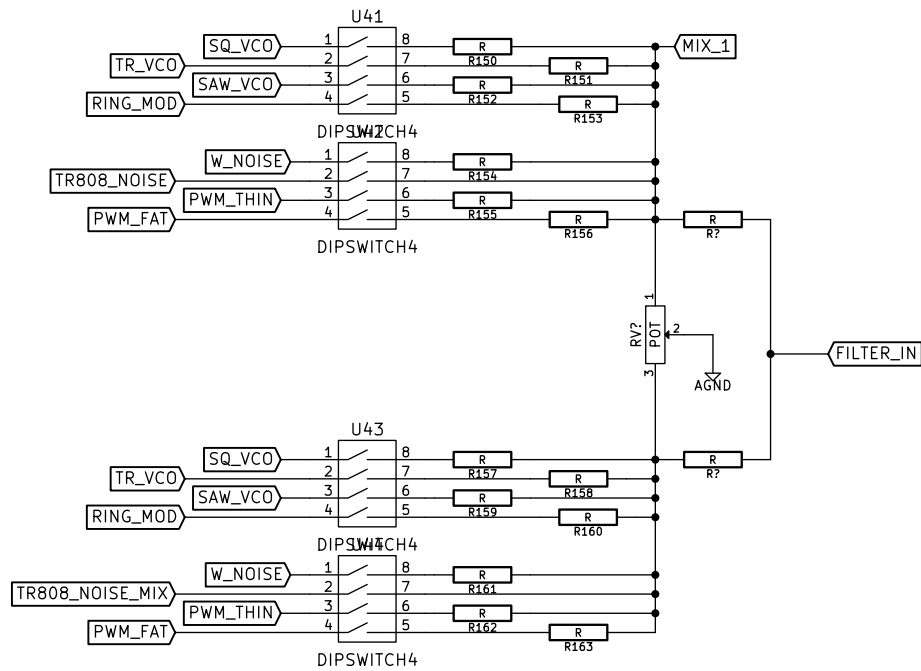 U41
SQ_VCO 1 8 R MIX_1
R150
TR_VCO 2 7 R
R151
SAW_VCO 3 6 R
R152
RING_MOD 4 5 R
R153
DIPSWITCH4
U42
W_NOISE 1 8 R
R154
TR808_NOISE 2 7
PWM_THIN 3 6 R
R155
PWM_FAT 4 5 R R
R156 R?
DIPSWITCH4
1
RV? POT 2
3
AGND
FILTER_IN
U43
SQ_VCO 1 8 R R
R157 R?
TR_VCO 2 7 R
R158
SAW_VCO 3 6 R
R159
RING_MOD 4 5 R
R160
DIPSWITCH4
U44
W_NOISE 1 8 R
R161
TR808_NOISE_MIX 2 7
PWM_THIN 3 6 R
R162
PWM_FAT 4 5 R
R163
DIPSWITCH4